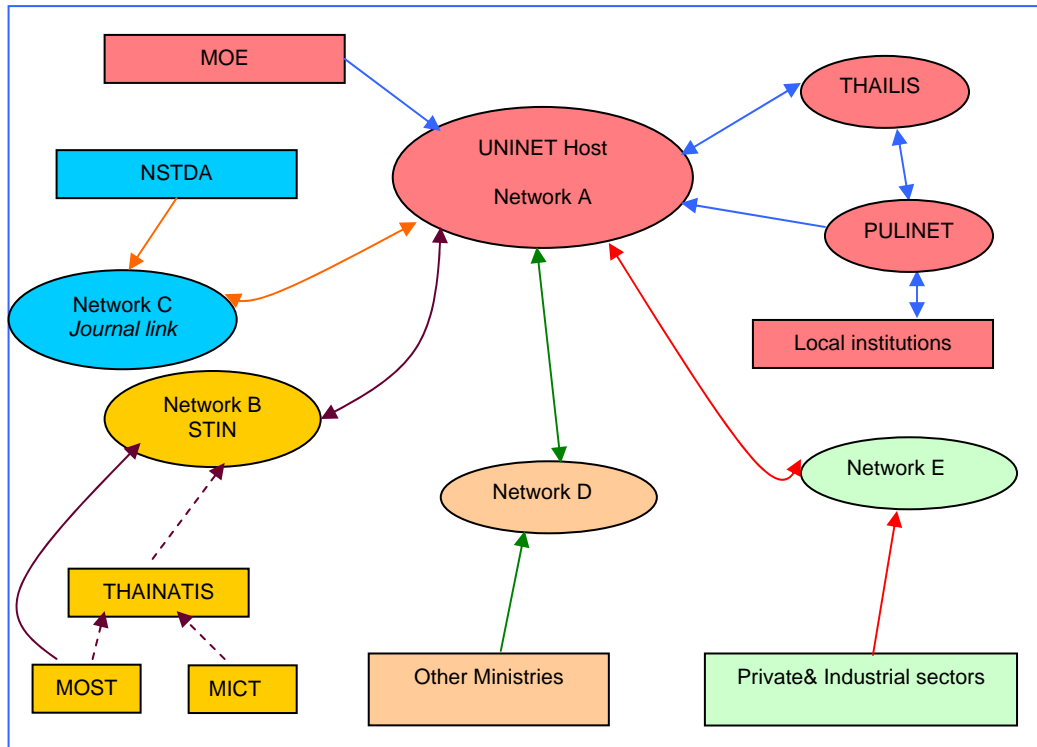 MOE
THAILIS
UNINET Host
Network A
NSTDA
PULINET
Network C
Journal link
Local institutions
Network B
STIN
Network E
Network D
THAINATIS
MOST
MICT
Other Ministries
Private& Industrial sectors